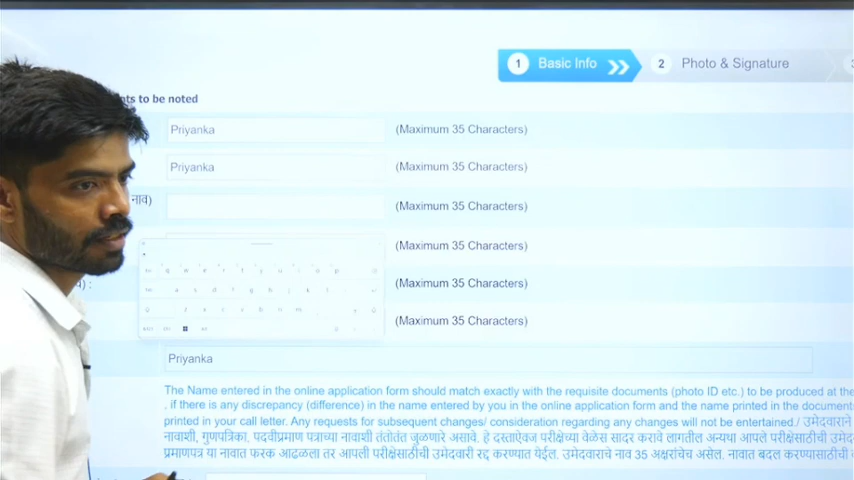 1 Basic Info 2 Photo & Signature 3
nts to be noted
Priyanka (Maximum 35 Characters)
Priyanka (Maximum 35 Characters)
नाव) (Maximum 35 Characters)
(Maximum 35 Characters)
(Maximum 35 Characters)
(Maximum 35 Characters)
Priyanka
The Name entered in the online application form should match exactly with the requisite documents (photo ID etc.) to be produced at the
, if there is any discrepancy (difference) in the name entered by you in the online application form and the name printed in the document
printed in your call letter. Any requests for subsequent changes/ consideration regarding any changes will not be entertained./ उमेदवाराने
नावाशी, गुणपत्रिका, पदवीप्रमाण पत्राच्या नावाशी तंतोतंत जुळणारे असावे. हे दस्ताऐवज परीक्षेच्या वेळेस सादर करावे लागतील अन्यथा आपले परीक्षेसाठीची उमेद
प्रमाणपत्र या नावात फरक आढळला तर आपली परीक्षेसाठीची उमेदवारी रद्द करण्यात येईल. उमेदवाराचे नाव 35 अक्षरांचेच असेल. नावात बदल करण्यासाठीची